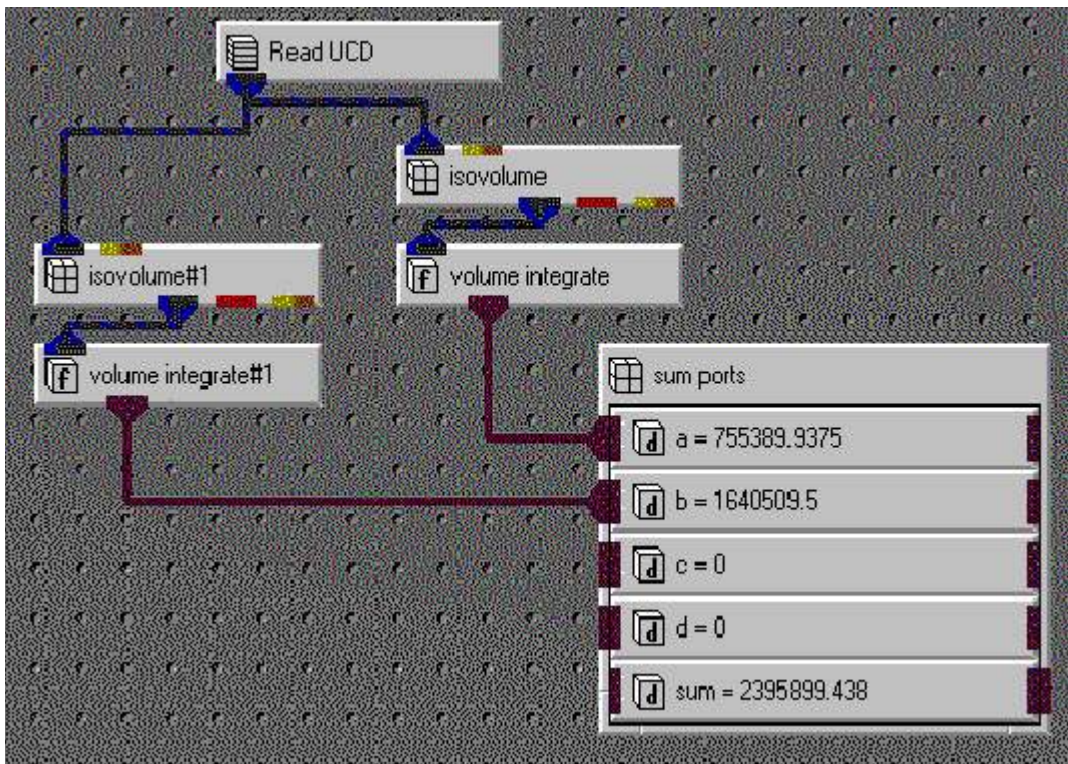 Read UCD
isovolume
isovolume#1
volume integrate
volume integrate#1
sum ports
a = 755389.9375
b = 1640509.5
c = 0
d = 0
sum = 2395899.438